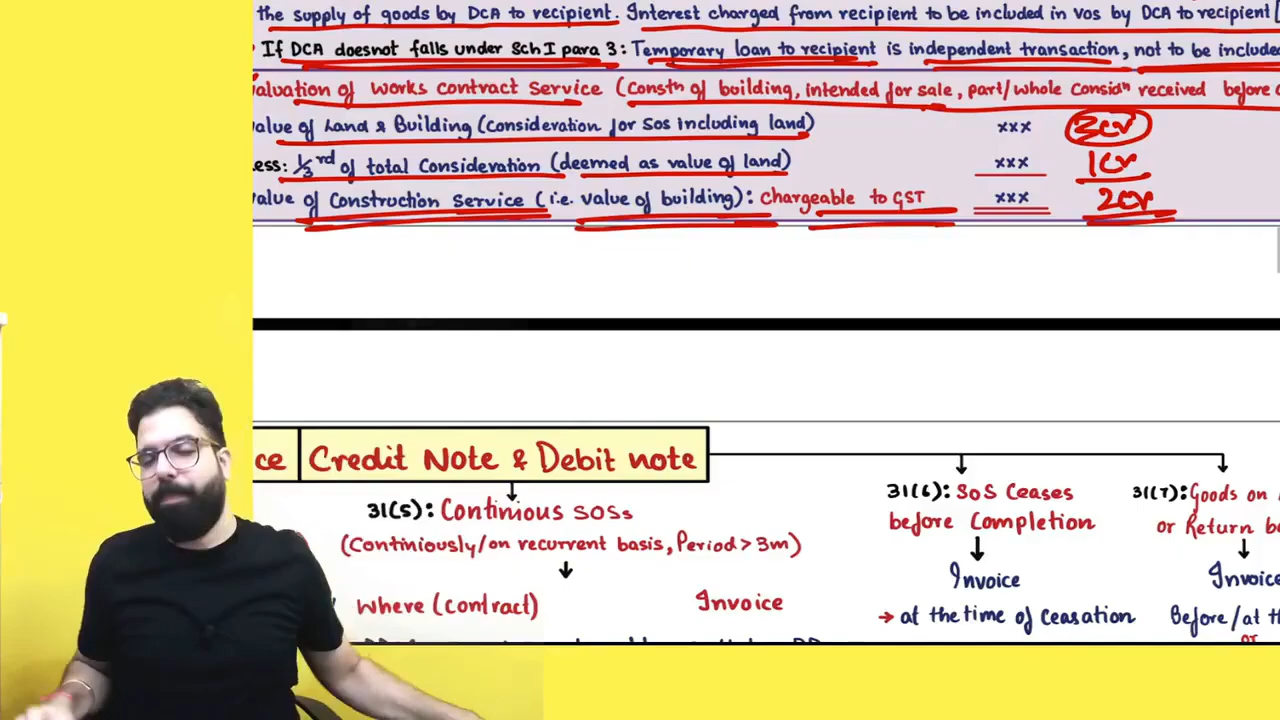 the supply of goods by DCA to recipient. Interest charged from recipient to be included in vos by DCA to recipient
If DCA doesnot falls under Sch I para 3: Temporary loan to recipient is independent transaction, not to be include
aluation of Works contract Service (Constⁿ of building, intended for sale, part/whole Considⁿ received before
alue of Land & Building (Consideration for SoS including land) xxx 3cr
ess: 1/3rd of total Consideration (deemed as value of land) xxx 1cr
alue of Construction Service (i.e. value of building): Chargeable to GST xxx 2cr
ce Credit Note & Debit note
31(5): Continious SOSs
(Continiously/on recurrent basis, Period > 3m)
Where (contract) Invoice
31(6): SoS Ceases
before Completion
Invoice
→ at the time of Ceasation
31(7): Goods on
or Return be
Invoice
Before/at th
or